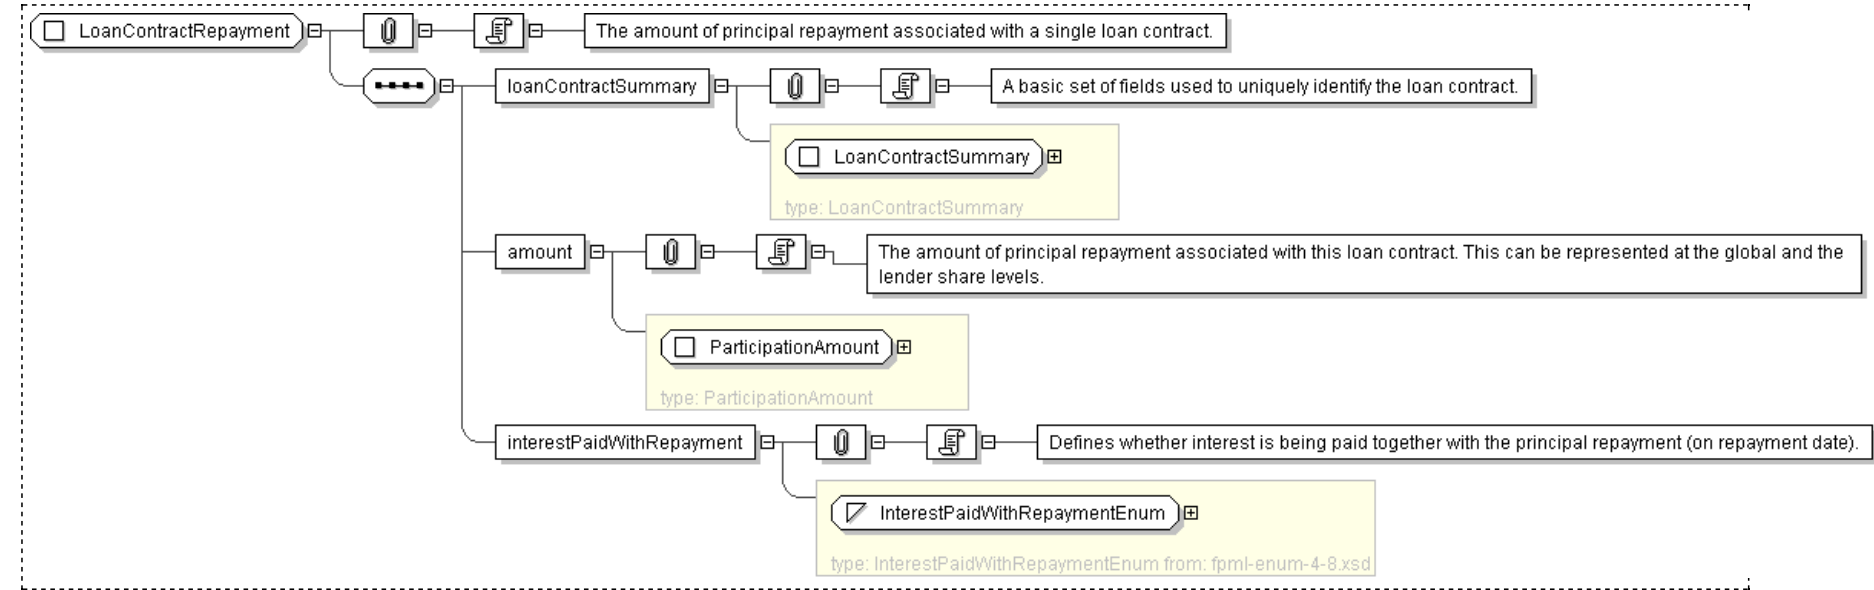 LoanContractRepayment
The amount of principal repayment associated with a single loan contract.
loanContractSummary
A basic set of fields used to uniquely identify the loan contract.
LoanContractSummary
type: LoanContractSummary
amount
The amount of principal repayment associated with this loan contract. This can be represented at the global and the
lender share levels.
ParticipationAmount
type: ParticipationAmount
interestPaidWithRepayment
Defines whether interest is being paid together with the principal repayment (on repayment date).
InterestPaidWithRepaymentEnum
type: InterestPaidWithRepaymentEnum from: fpml-enum-4-8.xsd